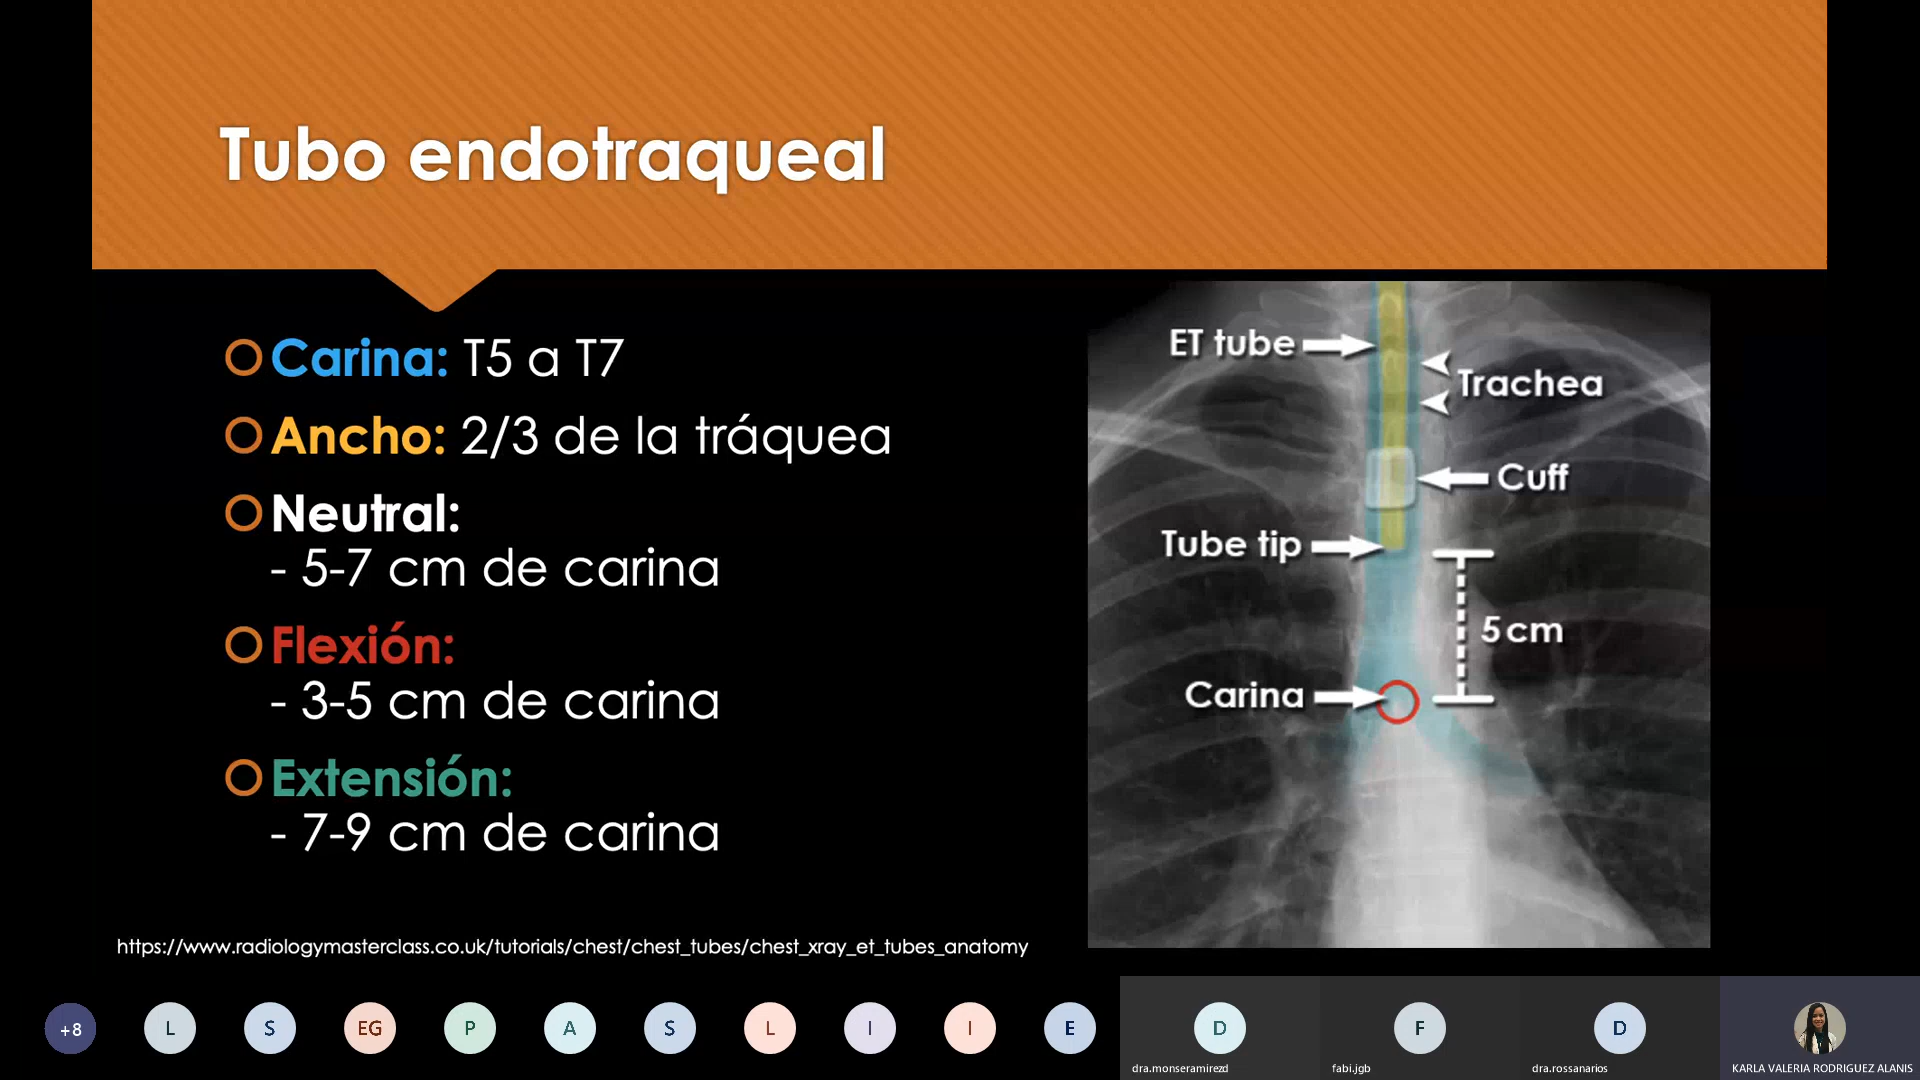 Tubo endotraqueal
Carina: T5 a T7
Ancho: 2/3 de la tráquea
Neutral:
- 5-7 cm de carina
Flexión:
- 3-5 cm de carina
Extensión:
- 7-9 cm de carina
ET tube
Trachea
Cuff
Tube tip
5 cm
Carina
https://www.radiologymasterclass.co.uk/tutorials/chest/chest_tubes/chest_xray_et_tubes_anatomy
+8
L
S
EG
P
A
S
L
I
I
E
D
F
D
dra.monseramirezd
fabi.jgb
dra.rossanarios
KARLA VALERIA RODRIGUEZ ALANIS